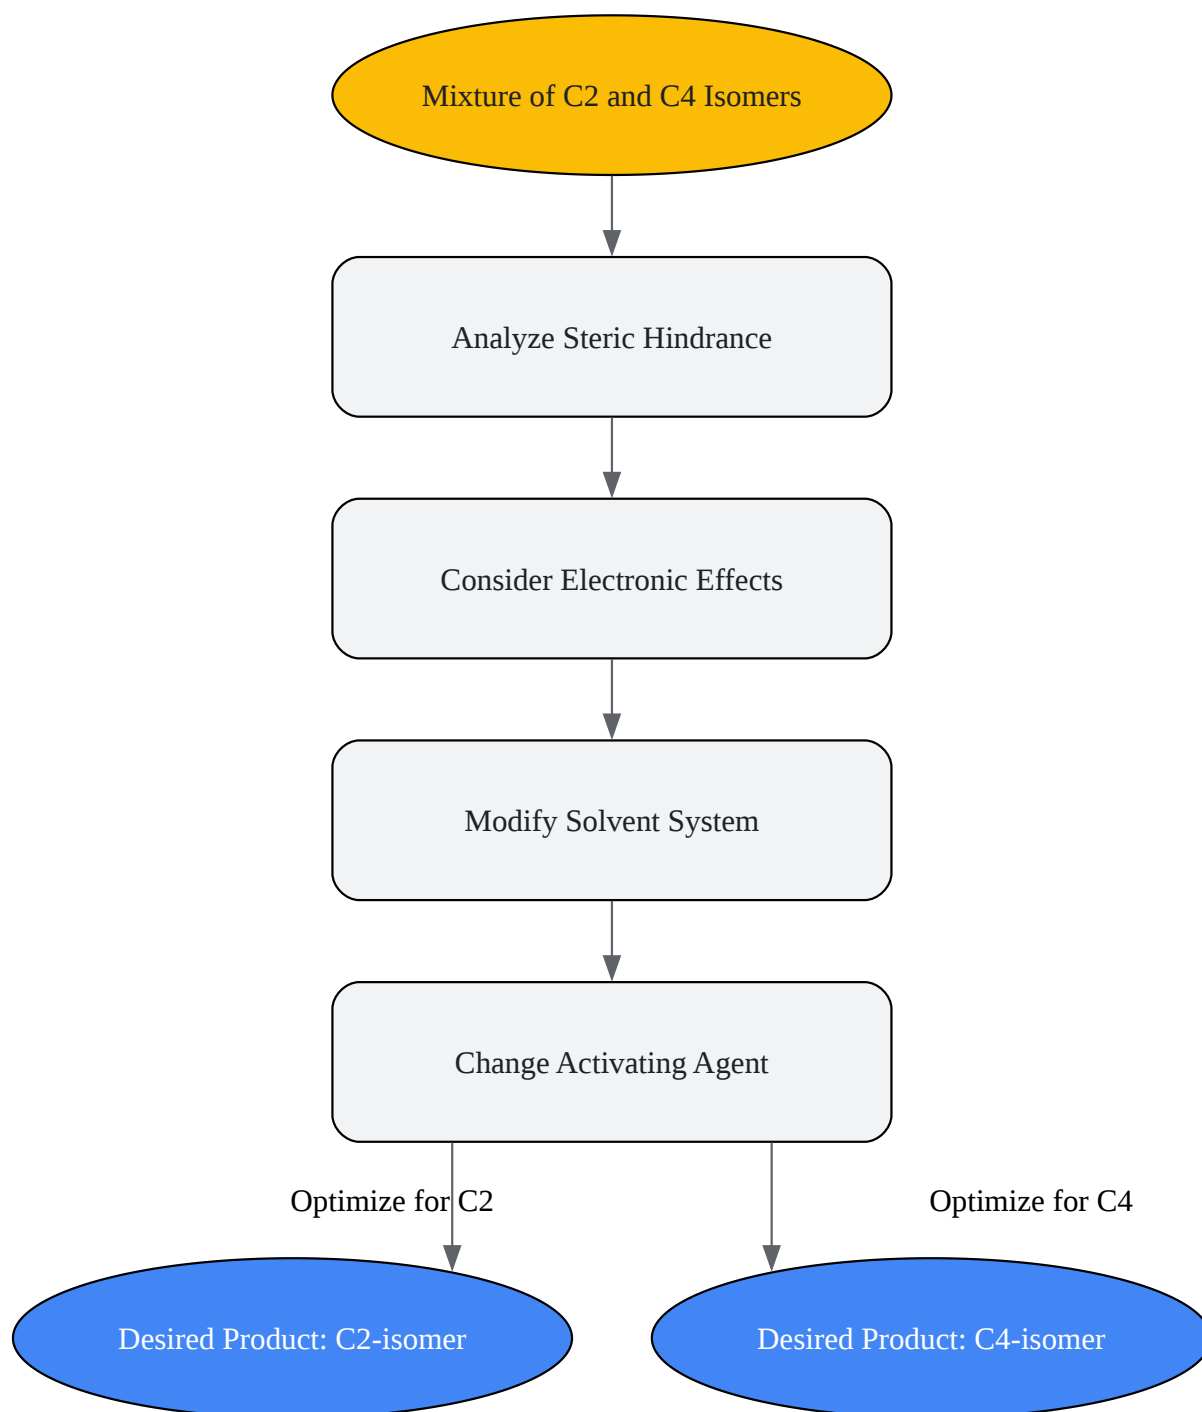 Mixture of C2 and C4 Isomers
Analyze Steric Hindrance
Consider Electronic Effects
Modify Solvent System
Change Activating Agent
Optimize for C2
Optimize for C4
Desired Product: C2-isomer
Desired Product: C4-isomer